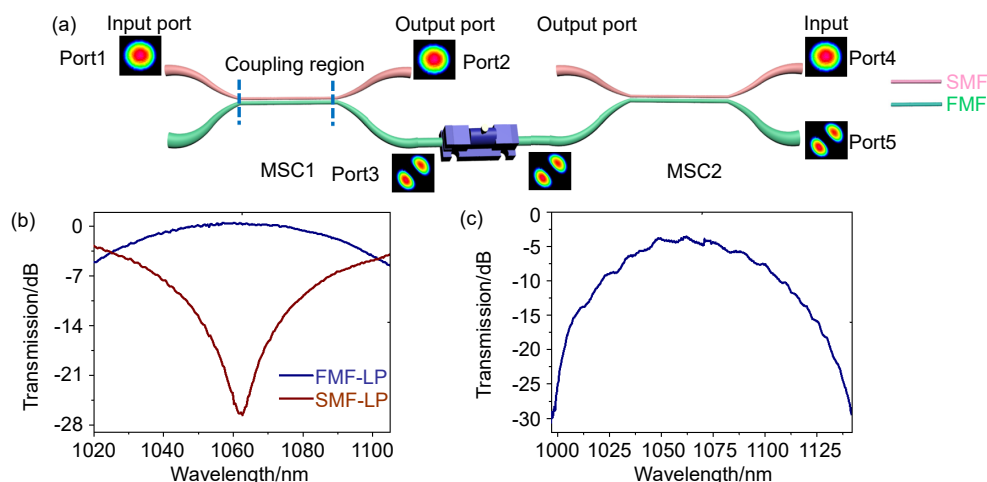 (a)
Input port
Output port
Output port
Input
Port1
Coupling region
Port2
Port4
SMF
FMF
MSC1
Port3
MSC2
Port5
(b)
(c)
Transmission/dB
0
-7
-14
-21
-28
FMF-LP
SMF-LP
1020
1040
1060
1080
1100
Wavelength/nm
Transmission/dB
0
-5
-10
-15
-20
-25
-30
1000
1025
1050
1075
1100
1125
Wavelength/nm